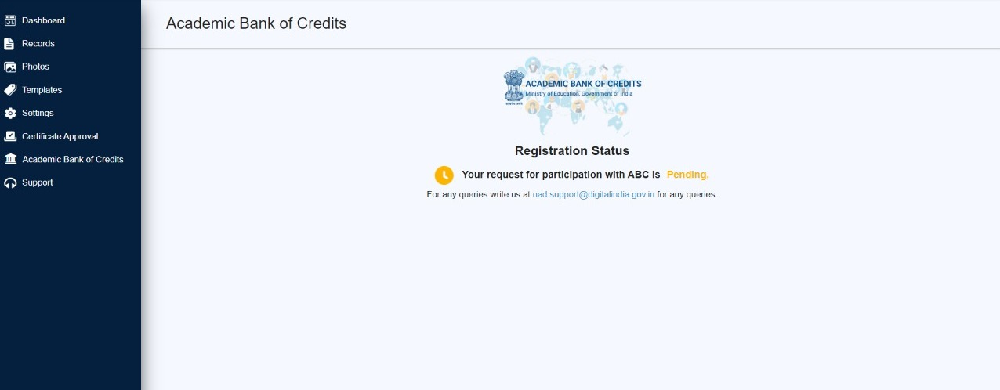 Dashboard
Records
Photos
Templates
Settings
Certificate Approval
Academic Bank of Credits
Support
Academic Bank of Credits
ACADEMIC BANK OF CREDITS
Ministry of Education, Government of India
Registration Status
Your request for participation with ABC is Pending.
For any queries write us at nad.support@digitalindia.gov.in for any queries.